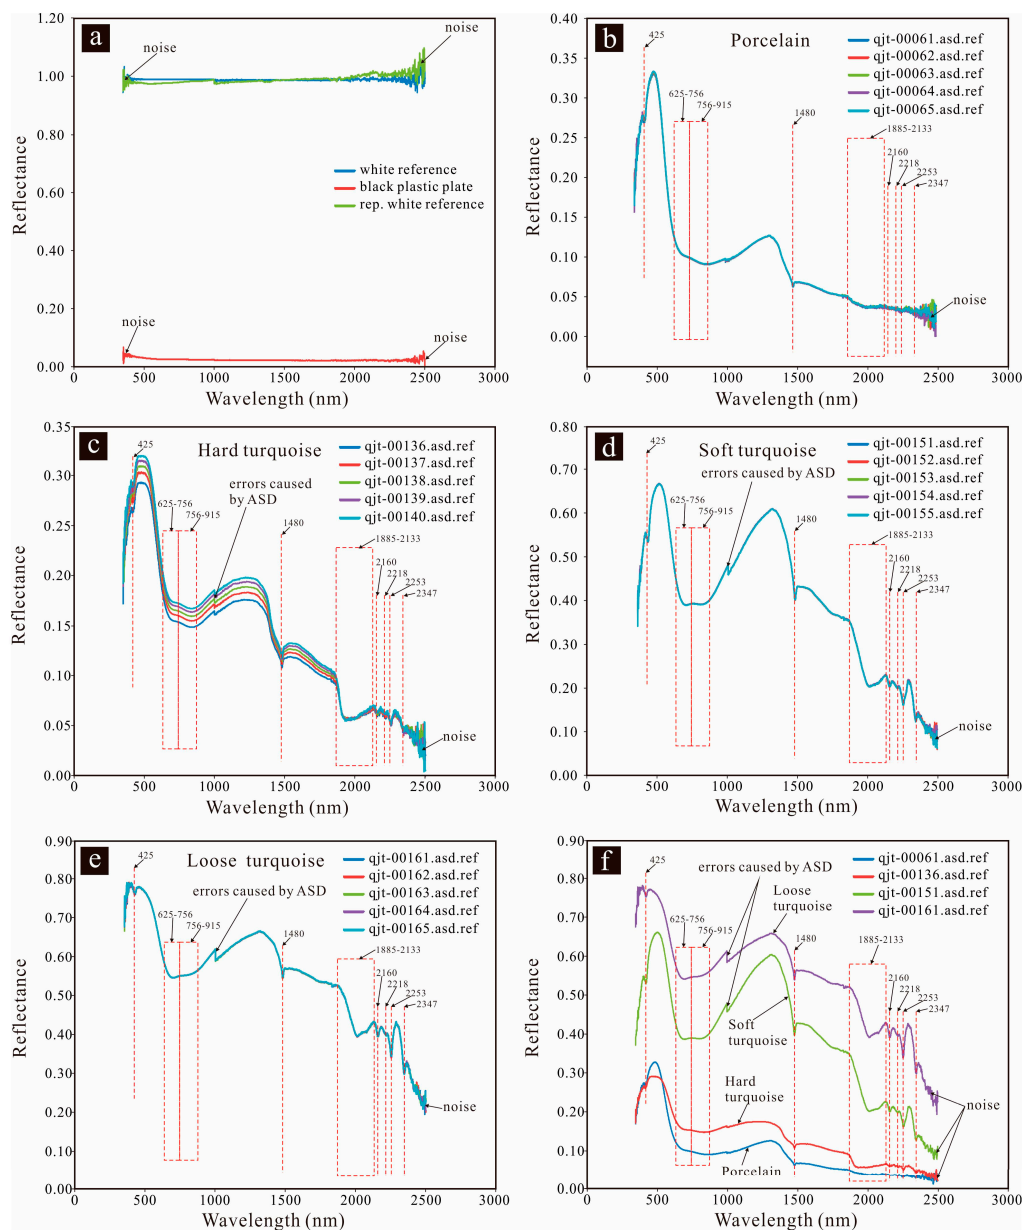 a
1.20
1.00
0.80
0.60
0.40
0.20
0.00
Reflectance
noise
noise
white reference
black plastic plate
rep. white reference
noise
noise
0 500 1000 1500 2000 2500 3000
Wavelength (nm)
b
Porcelain
0.40
0.35
0.30
0.25
0.20
0.15
0.10
0.05
0.00
Reflectance
qjt-00061.asd.ref
qjt-00062.asd.ref
qjt-00063.asd.ref
qjt-00064.asd.ref
qjt-00065.asd.ref
425
625-756
756-915
1480
1885-2133
2160
2218
2253
2347
noise
0 500 1000 1500 2000 2500 3000
Wavelength (nm)
c
Hard turquoise
0.35
0.30
0.25
0.20
0.15
0.10
0.05
0.00
Reflectance
qjt-00136.asd.ref
qjt-00137.asd.ref
qjt-00138.asd.ref
qjt-00139.asd.ref
qjt-00140.asd.ref
425
errors caused
by ASD
625-756
756-915
1480
1885-2133
2160
2218
2253
2347
noise
0 500 1000 1500 2000 2500 3000
Wavelength (nm)
d
Soft turquoise
0.80
0.70
0.60
0.50
0.40
0.30
0.20
0.10
0.00
Reflectance
qjt-00151.asd.ref
qjt-00152.asd.ref
qjt-00153.asd.ref
qjt-00154.asd.ref
qjt-00155.asd.ref
425
errors caused by ASD
625-756
756-915
1480
1885-2133
2160
2218
2253
2347
noise
0 500 1000 1500 2000 2500 3000
Wavelength (nm)
e
Loose turquoise
0.90
0.80
0.70
0.60
0.50
0.40
0.30
0.20
0.10
0.00
Reflectance
qjt-00161.asd.ref
qjt-00162.asd.ref
qjt-00163.asd.ref
qjt-00164.asd.ref
qjt-00165.asd.ref
425
errors caused by ASD
625-756
756-915
1480
1885-2133
2160
2218
2253
2347
noise
0 500 1000 1500 2000 2500 3000
Wavelength (nm)
f
0.90
0.80
0.70
0.60
0.50
0.40
0.30
0.20
0.10
0.00
Reflectance
qjt-00061.asd.ref
qjt-00136.asd.ref
qjt-00151.asd.ref
qjt-00161.asd.ref
425
errors caused by ASD
Loose
turquoise
625-756
756-915
1480
1885-2133
2160
2218
2253
2347
Soft
turquoise
Hard
turquoise
Porcelain
noise
0 500 1000 1500 2000 2500 3000
Wavelength (nm)